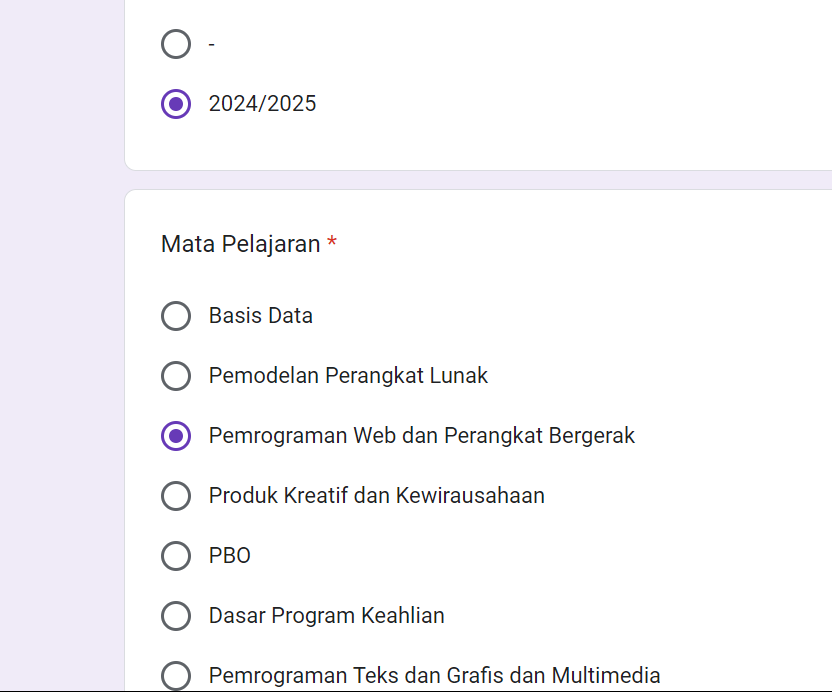 -
2024/2025
Mata Pelajaran *
Basis Data
Pemodelan Perangkat Lunak
Pemrograman Web dan Perangkat Bergerak
Produk Kreatif dan Kewirausahaan
PBO
Dasar Program Keahlian
Pemrograman Teks dan Grafis dan Multimedia